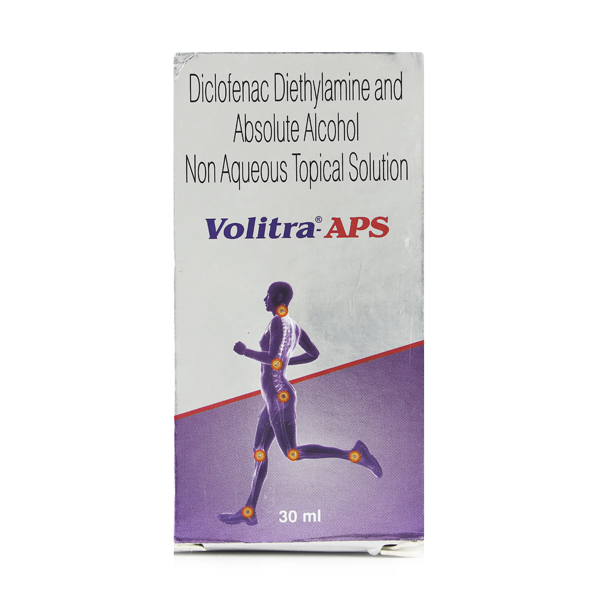 Diclofenac Diethylamine and
Absolute Alcohol
Non Aqueous Topical Solution
Volitra®-APS
30 ml